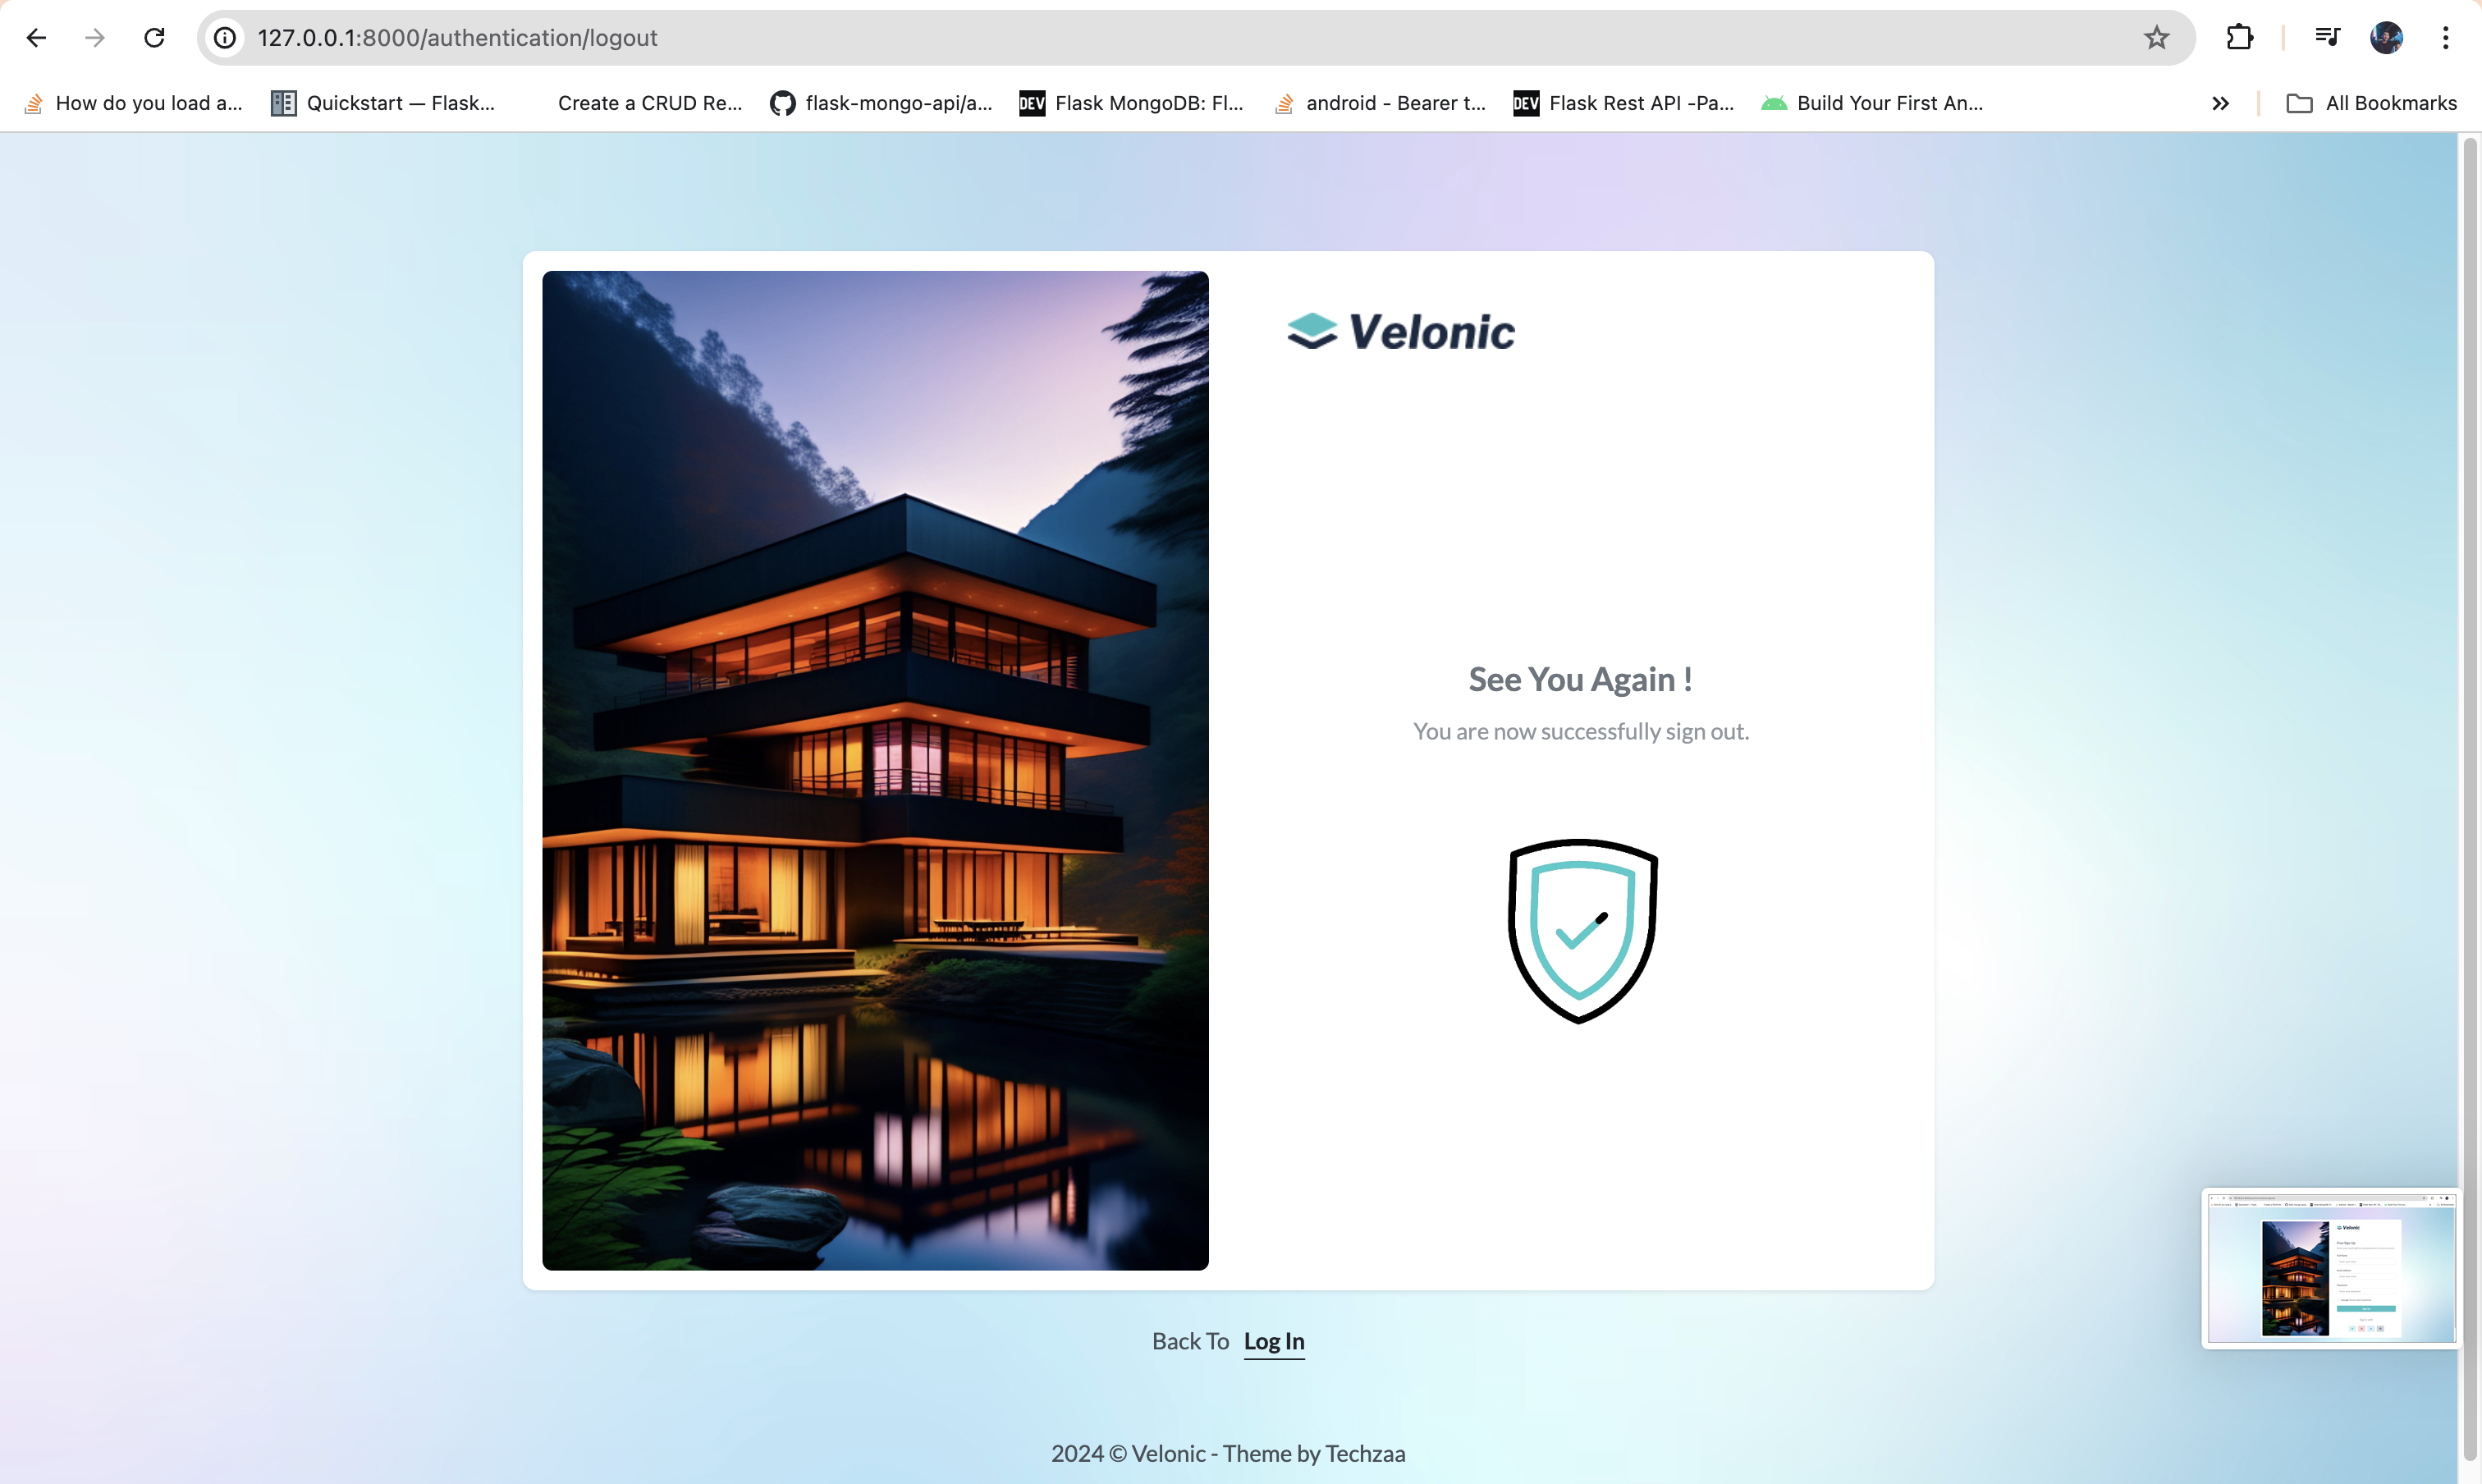 127.0.0.1:8000/authentication/logout
How do you load a...
Quickstart — Flask...
Create a CRUD Re...
flask-mongo-api/a...
DEV Flask MongoDB: Fl...
android - Bearer t...
DEV Flask Rest API -Pa...
Build Your First An...
All Bookmarks
Velonic
See You Again !
You are now successfully sign out.
Back To Log In
2024 © Velonic - Theme by Techzaa
Velonic